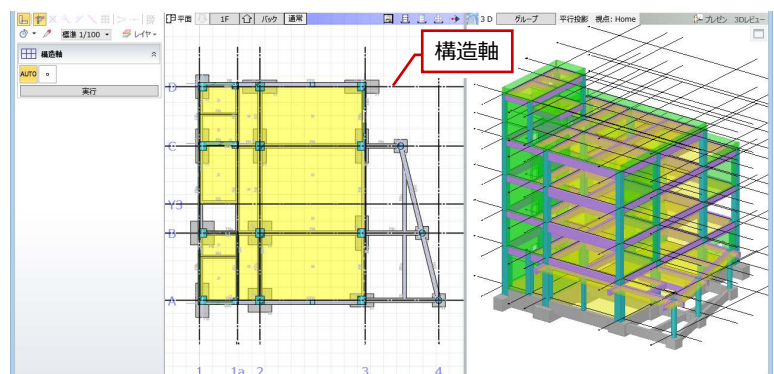 平面 1F バック 通常 3 D グループ 平行投影 視点: Home プレゼン 3Dレビュー
標準 1/100 レイヤー
構造軸
AUTO
実行
構造軸
D
C
Y3
B
A
1 1a 2 3 4